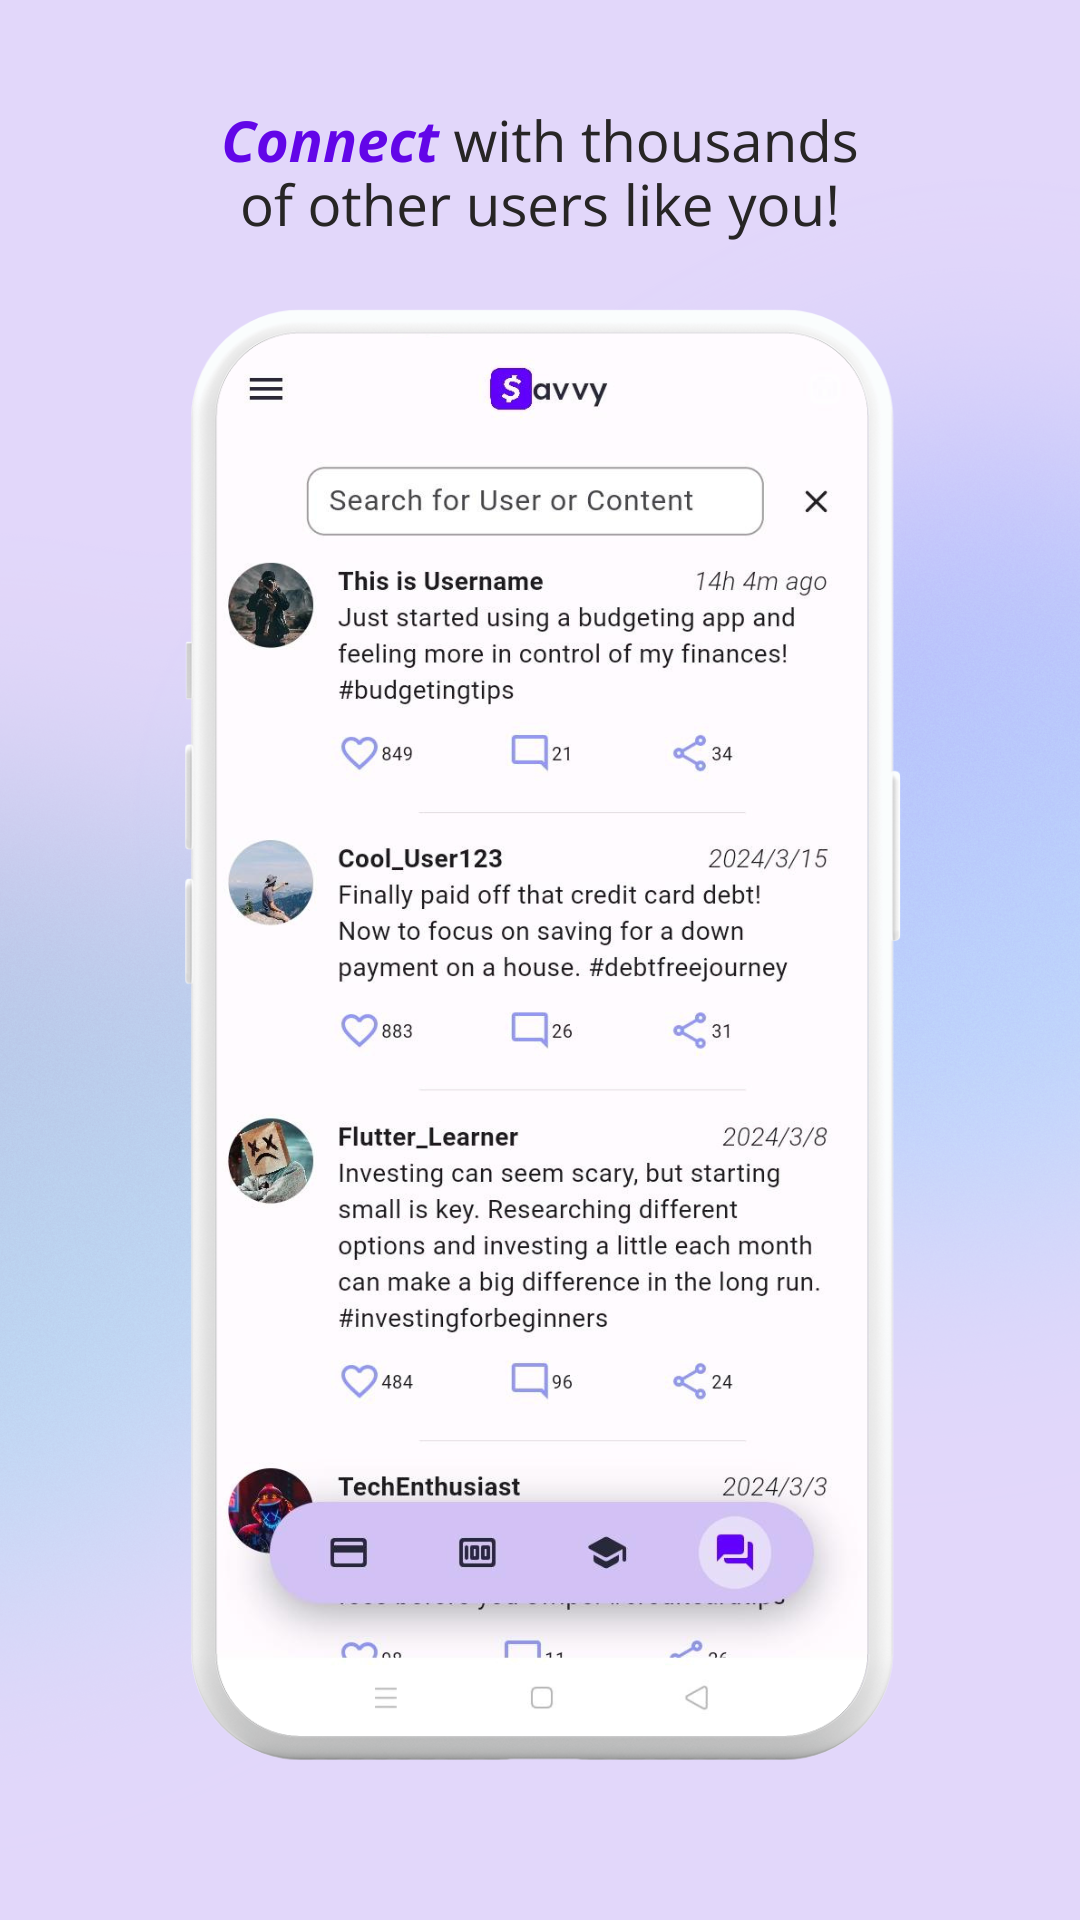 Connect with thousands
of other users like you!
$avvy
Search for User or Content
This is Username 14h 4m ago
Just started using a budgeting app and
feeling more in control of my finances!
#budgetingtips
849 21 34
Cool_User123 2024/3/15
Finally paid off that credit card debt!
Now to focus on saving for a down
payment on a house. #debtfreejourney
883 26 31
Flutter_Learner 2024/3/8
Investing can seem scary, but starting
small is key. Researching different
options and investing a little each month
can make a big difference in the long run.
#investingforbeginners
484 96 24
TechEnthusiast 2024/3/3
100